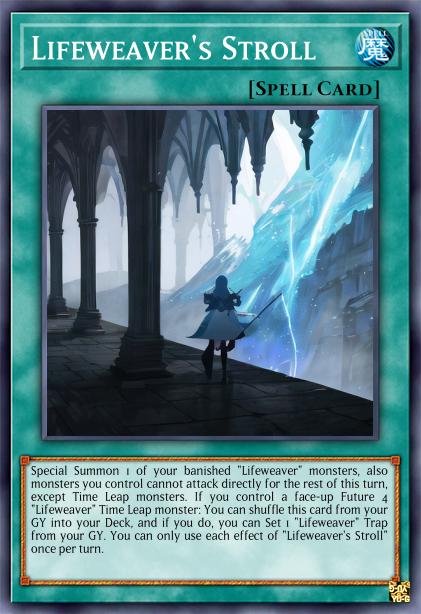 Lifeweaver's Stroll
SPELL
魔
[Spell Card]
Special Summon 1 of your banished "Lifeweaver" monsters, also
monsters you control cannot attack directly for the rest of this turn,
except Time Leap monsters. If you control a face-up Future 4
"Lifeweaver" Time Leap monster: You can shuffle this card from your
GY into your Deck, and if you do, you can Set 1 "Lifeweaver" Trap
from your GY. You can only use each effect of "Lifeweaver's Stroll"
once per turn.